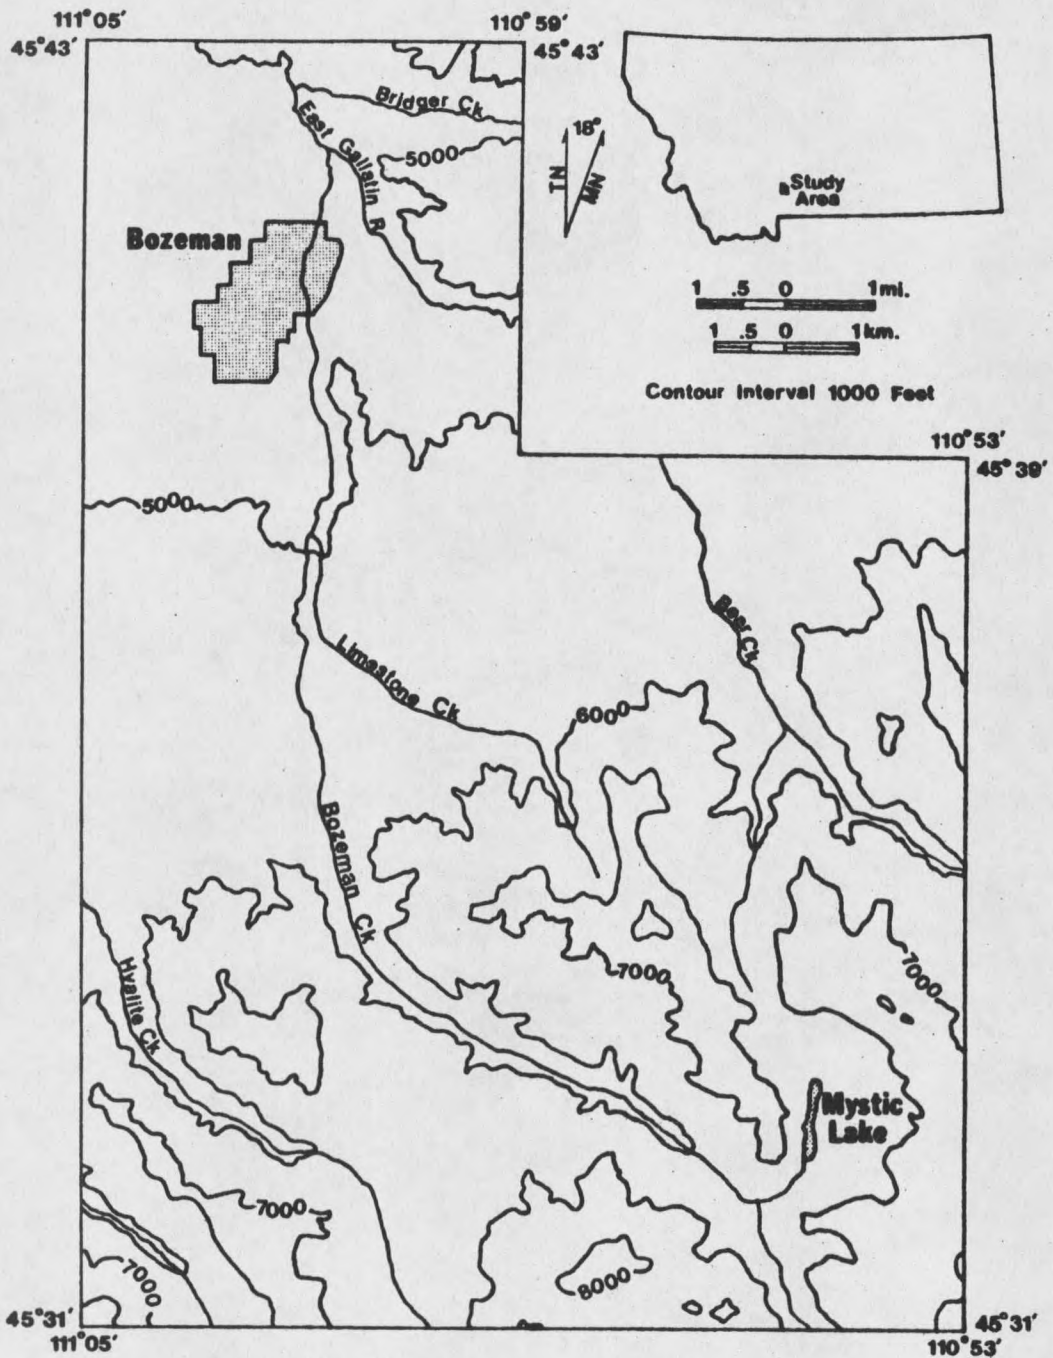 111°05′
110°59′
45°43′
45°43′
Bridger Ck
East Gallatin R
5000
18°
TN
MN
Study
Area
Bozeman
1 .5 0 1mi.
1 .5 0 1km.
Contour Interval 1000 Feet
110°53′
45°39′
5000
Bear Ck
Limestone Ck
6000
Bozeman Ck
7000
7000
Hyalite Ck
Mystic
Lake
7000
7000
8000
45°31′
45°31′
111°05′
110°53′